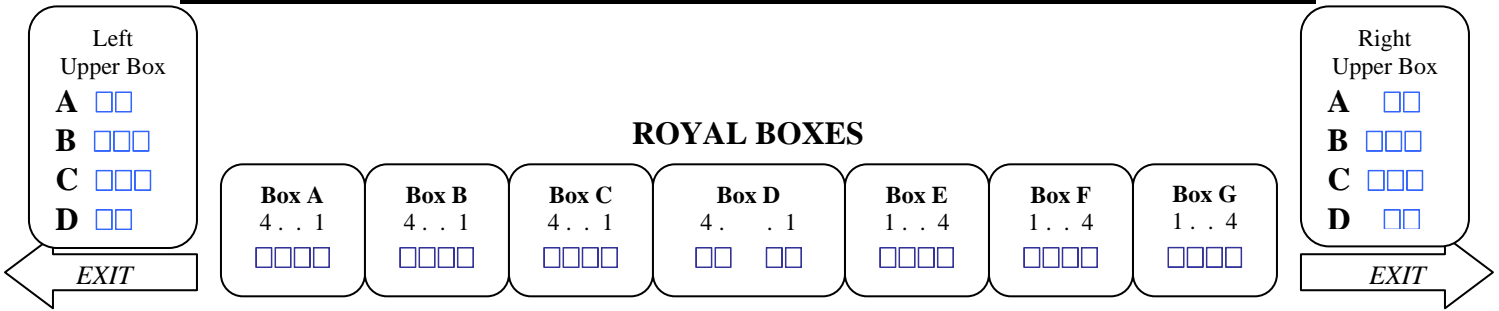 Left
Upper Box
A □□
B □□□
C □□□
D □□
EXIT
ROYAL BOXES
Box A
4 . . 1
□□□□
Box B
4 . . 1
□□□□
Box C
4 . . 1
□□□□
Box D
4 . . 1
□□ □□
Box E
1 . . 4
□□□□
Box F
1 . . 4
□□□□
Box G
1 . . 4
□□□□
Right
Upper Box
A □□
B □□□
C □□□
D □□
EXIT